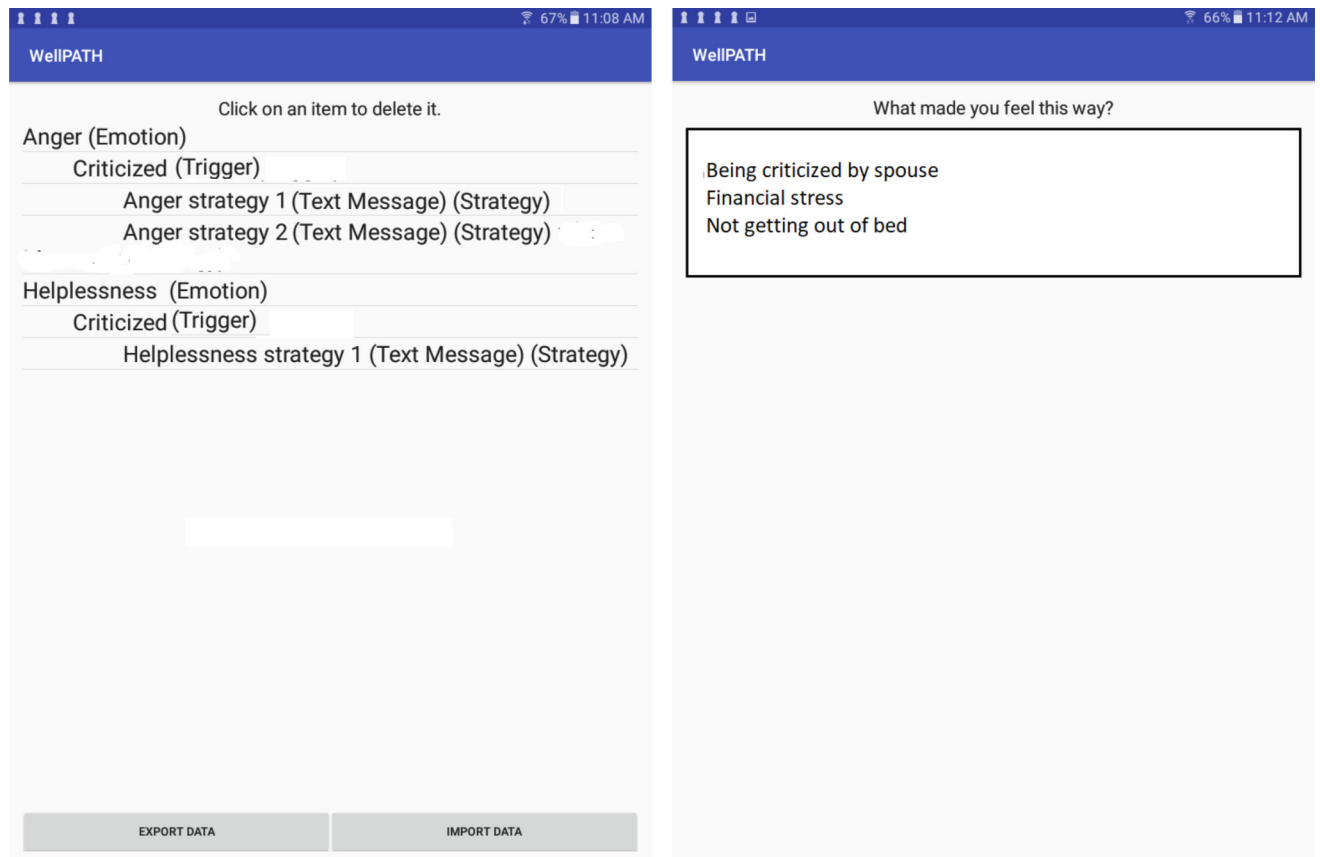 67% 11:08 AM
WellPATH
Click on an item to delete it.
Anger (Emotion)
Criticized (Trigger)
Anger strategy 1 (Text Message) (Strategy)
Anger strategy 2 (Text Message) (Strategy)
Helplessness (Emotion)
Criticized (Trigger)
Helplessness strategy 1 (Text Message) (Strategy)
EXPORT DATA
IMPORT DATA
66% 11:12 AM
WellPATH
What made you feel this way?
Being criticized by spouse
Financial stress
Not getting out of bed